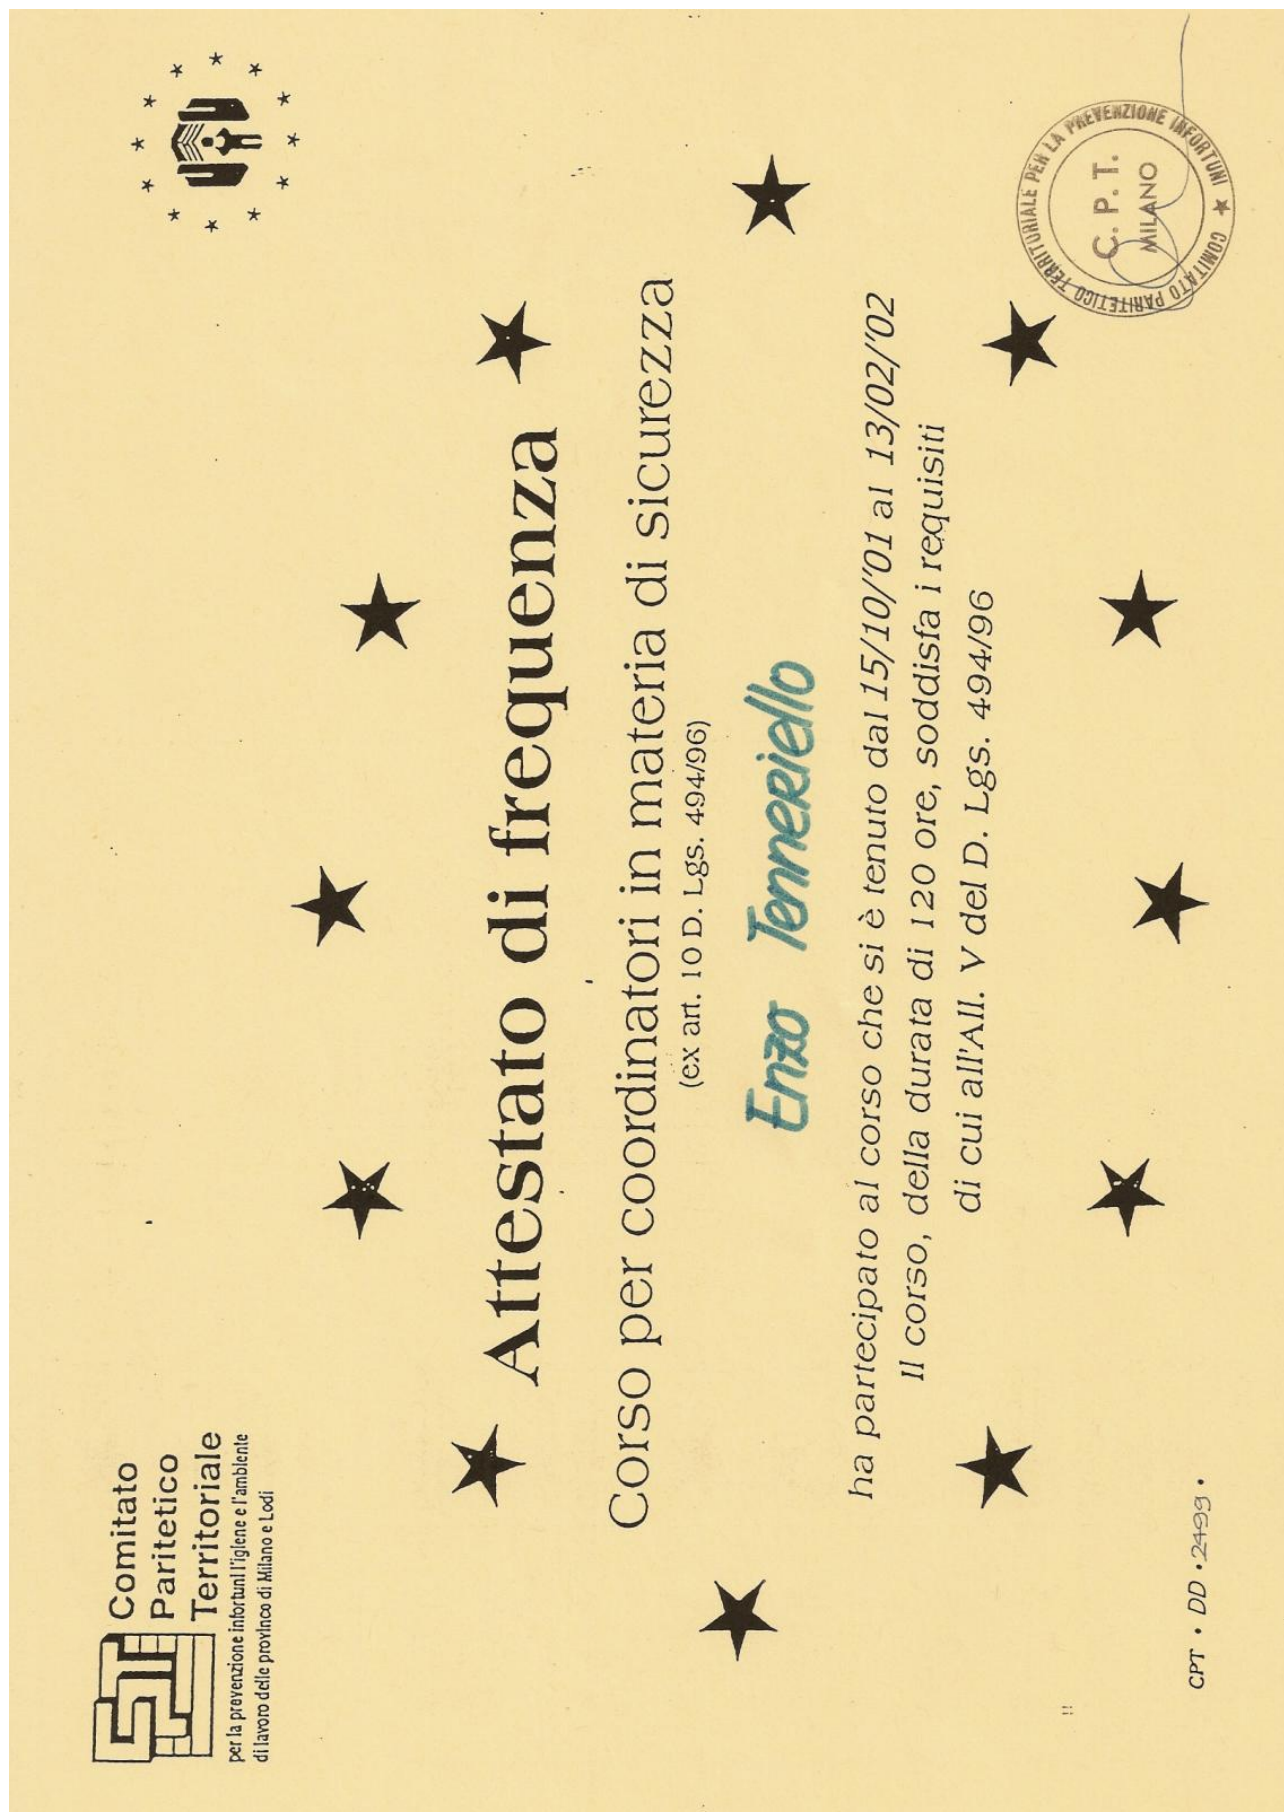 Comitato
Paritetico
Territoriale
per la prevenzione infortuni l'igiene e l'ambiente
di lavoro delle province di Milano e Lodi
Attestato di frequenza
Corso per coordinatori in materia di sicurezza
(ex art. 10 D. Lgs. 494/96)
Enzo Tenneriello
ha partecipato al corso che si è tenuto dal 15/10/'01 al 13/02/'02
Il corso, della durata di 120 ore, soddisfa i requisiti
di cui all'All. V del D. Lgs. 494/96
CPT • DD • 2499 •
COMITATO PARITETICO TERRITORIALE PER LA PREVENZIONE INFORTUNI
C. P. T.
MILANO